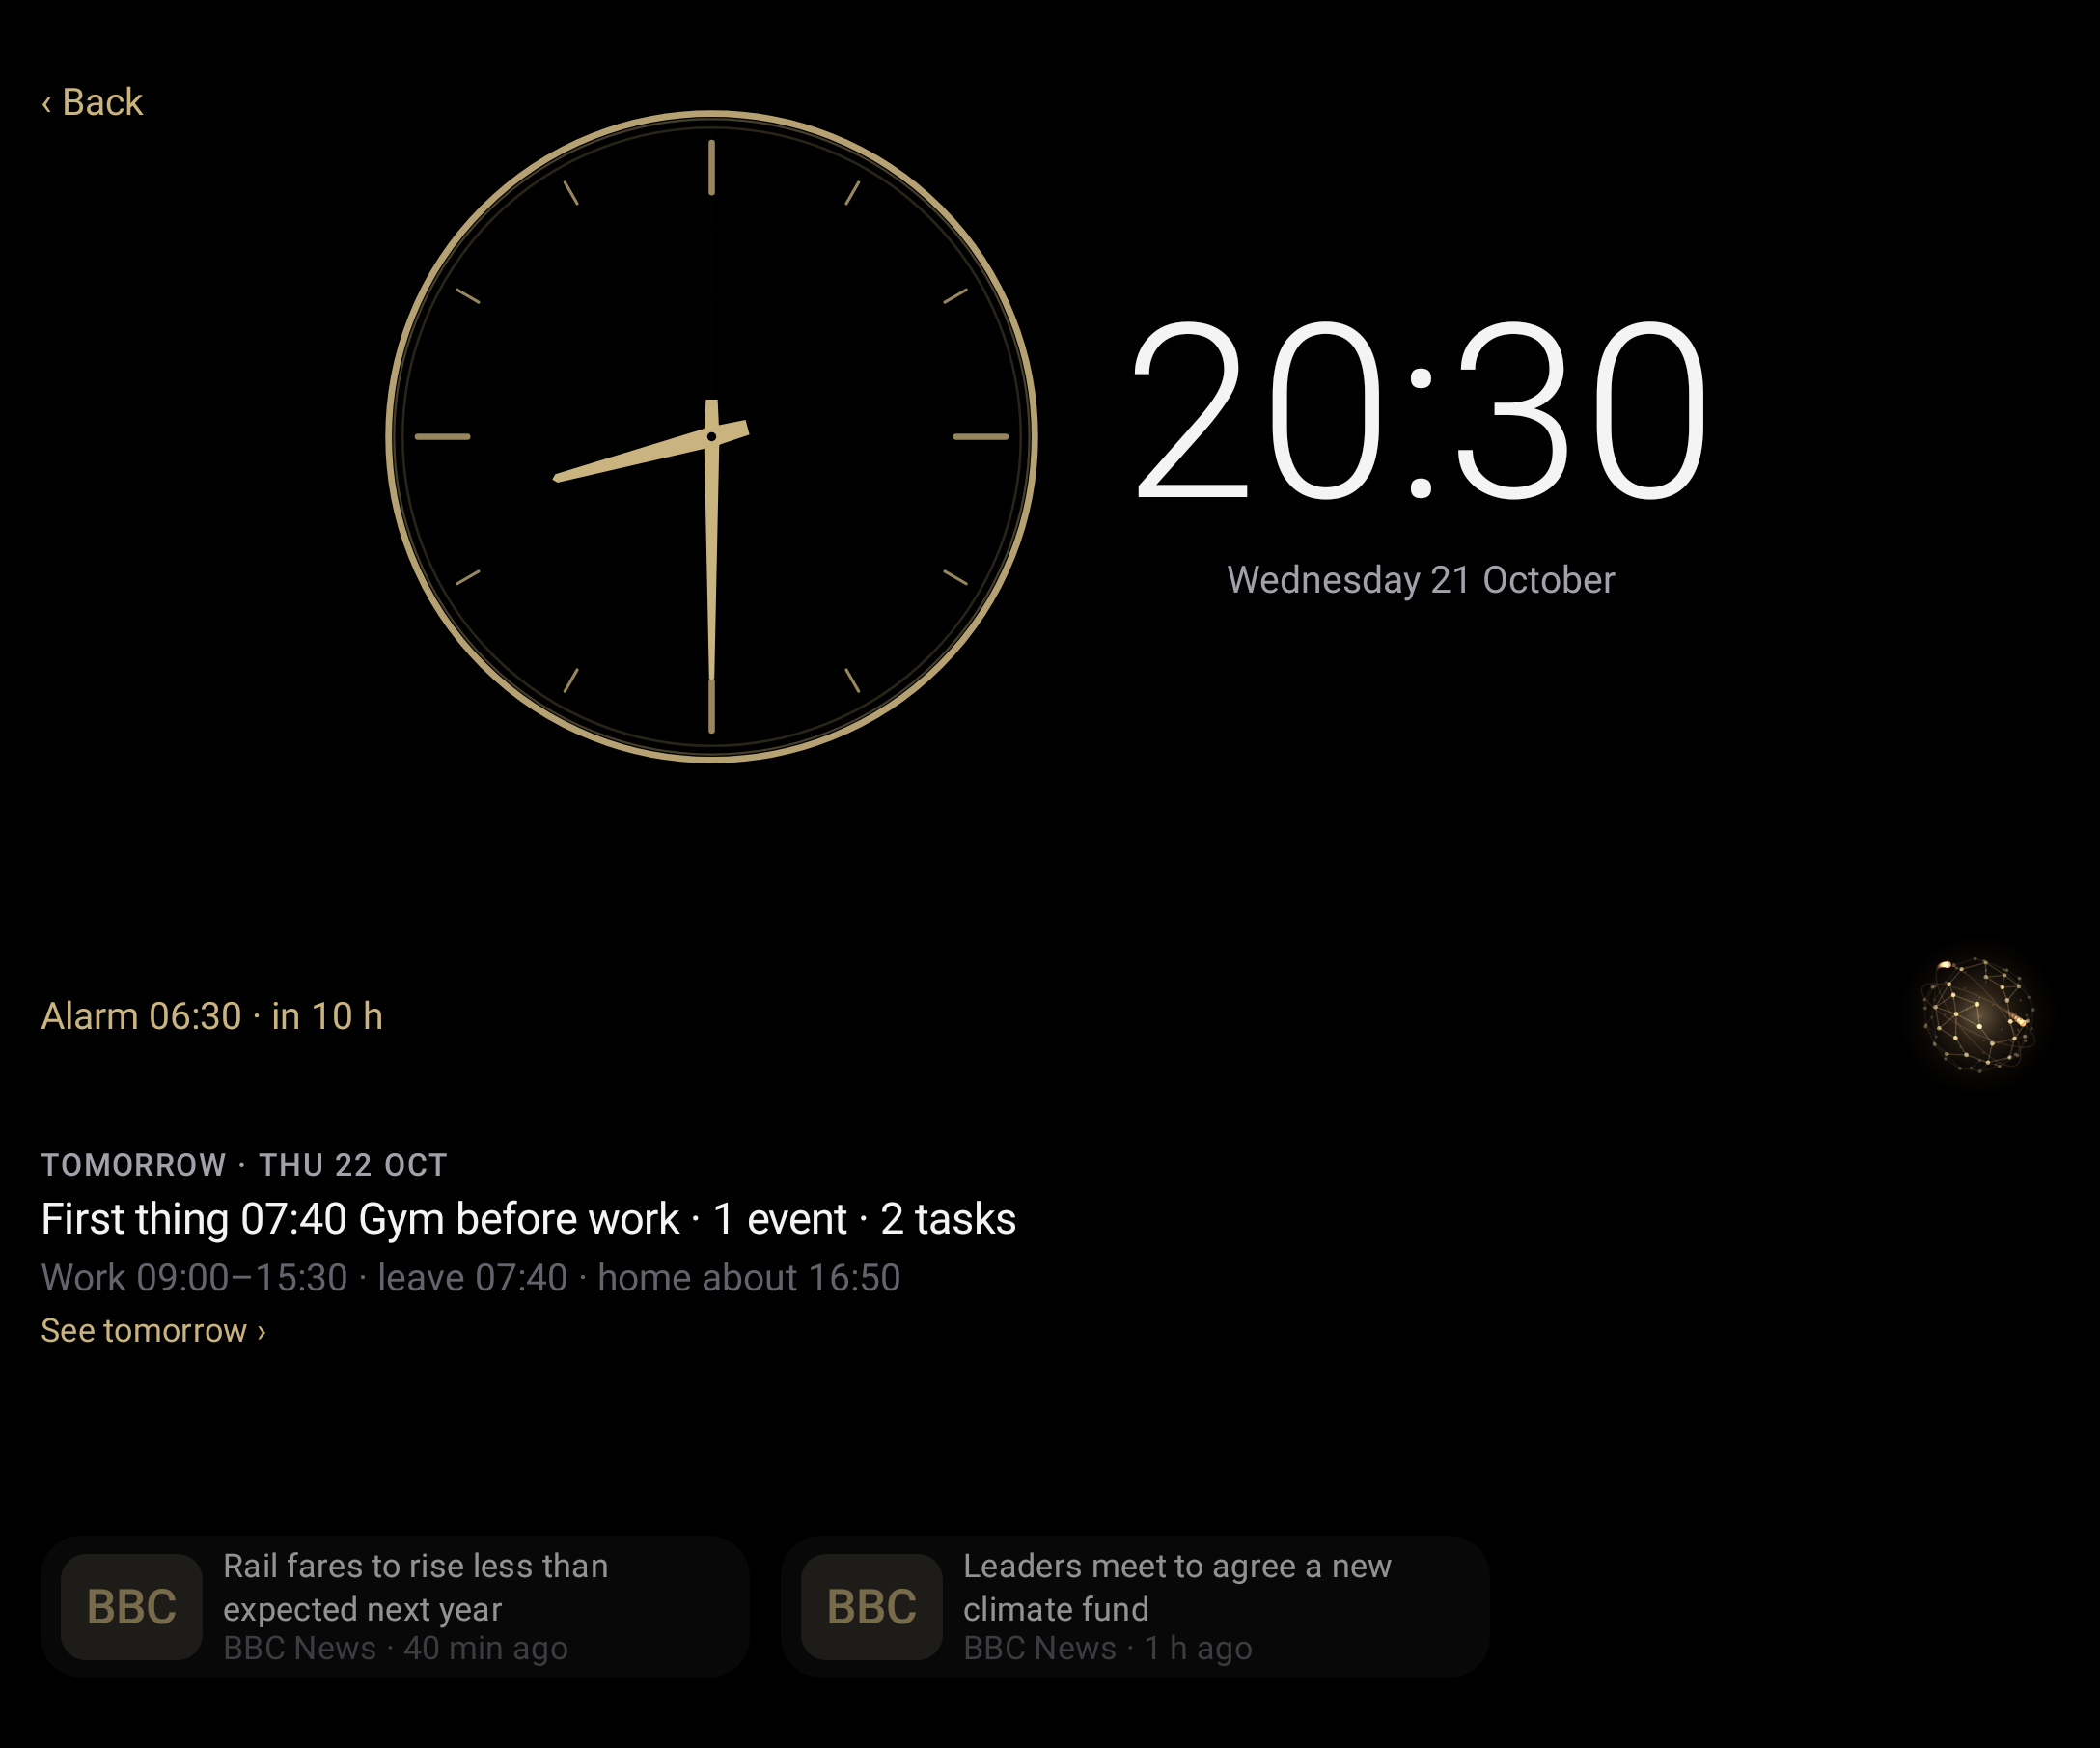 ‹ Back
20:30
Wednesday 21 October
Alarm 06:30 · in 10 h
TOMORROW · THU 22 OCT
First thing 07:40 Gym before work · 1 event · 2 tasks
Work 09:00–15:30 · leave 07:40 · home about 16:50
See tomorrow ›
BBC
Rail fares to rise less than
expected next year
BBC News · 40 min ago
BBC
Leaders meet to agree a new
climate fund
BBC News · 1 h ago